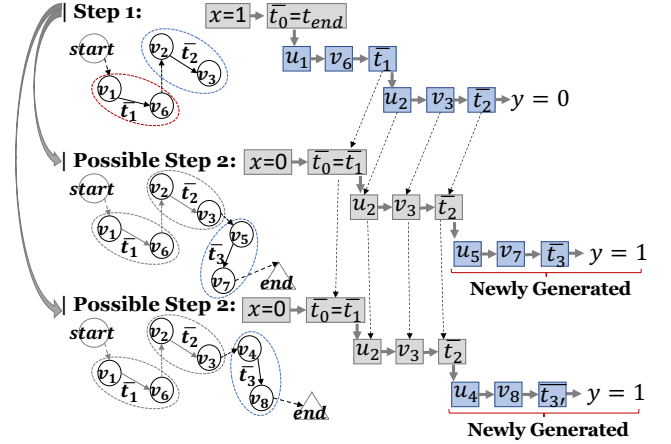 | Step 1:
x=1
t̅₀=t_end
start
v₂
t̅₂
v₃
v₁
t̅₁
v₆
u₁
v₆
t̅₁
u₂
v₃
t̅₂
y = 0
| Possible Step 2:
x=0
t̅₀=t̅₁
start
v₂
t̅₂
v₃
v₁
t̅₁
v₆
v₅
t̅₃
v₇
end
u₂
v₃
t̅₂
u₅
v₇
t̅₃
y = 1
Newly Generated
| Possible Step 2:
x=0
t̅₀=t̅₁
start
v₂
t̅₂
v₃
v₁
t̅₁
v₆
v₄
t̅₃
v₈
end
u₂
v₃
t̅₂
u₄
v₈
t̅₃′
y = 1
Newly Generated